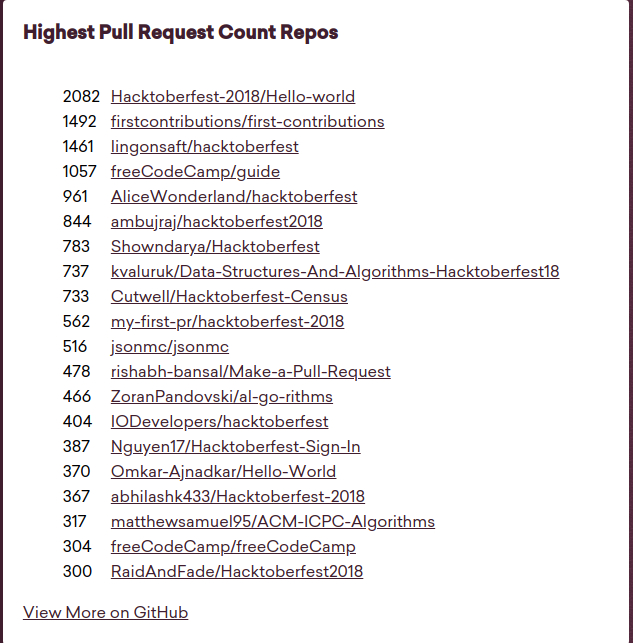 Highest Pull Request Count Repos
2082 Hacktoberfest-2018/Hello-world
1492 firstcontributions/first-contributions
1461 lingonsaft/hacktoberfest
1057 freeCodeCamp/guide
961 AliceWonderland/hacktoberfest
844 ambujraj/hacktoberfest2018
783 Showndarya/Hacktoberfest
737 kvaluruk/Data-Structures-And-Algorithms-Hacktoberfest18
733 Cutwell/Hacktoberfest-Census
562 my-first-pr/hacktoberfest-2018
516 jsonmc/jsonmc
478 rishabh-bansal/Make-a-Pull-Request
466 ZoranPandovski/al-go-rithms
404 IODevelopers/hacktoberfest
387 Nguyen17/Hacktoberfest-Sign-In
370 Omkar-Ajnadkar/Hello-World
367 abhilashk433/Hacktoberfest-2018
317 matthewsamuel95/ACM-ICPC-Algorithms
304 freeCodeCamp/freeCodeCamp
300 RaidAndFade/Hacktoberfest2018
View More on GitHub